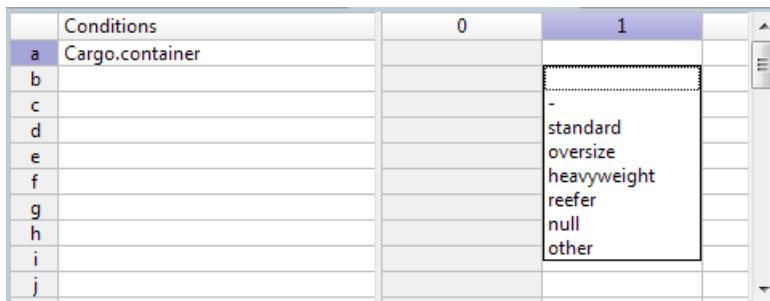 Conditions 0 1
a Cargo.container
b
-
c
standard
d
oversize
e
heavyweight
f
reefer
g
null
h
other
i
j